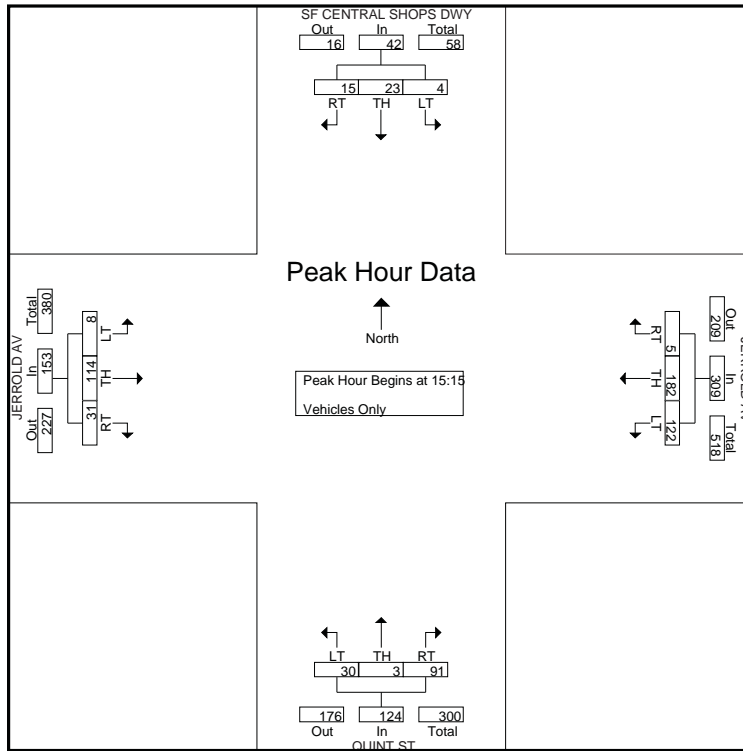 SF CENTRAL SHOPS DWY
Out In Total
16 42 58
15 23 4
RT TH LT
Peak Hour Data
North
Peak Hour Begins at 15:15
Vehicles Only
JERROLD AV
Total In Out
380 153 227
8 114 31
LT TH RT
RT TH LT
5 182 122
Out In Total
209 309 518
LT TH RT
30 3 91
176 124 300
Out In Total
QUINT ST